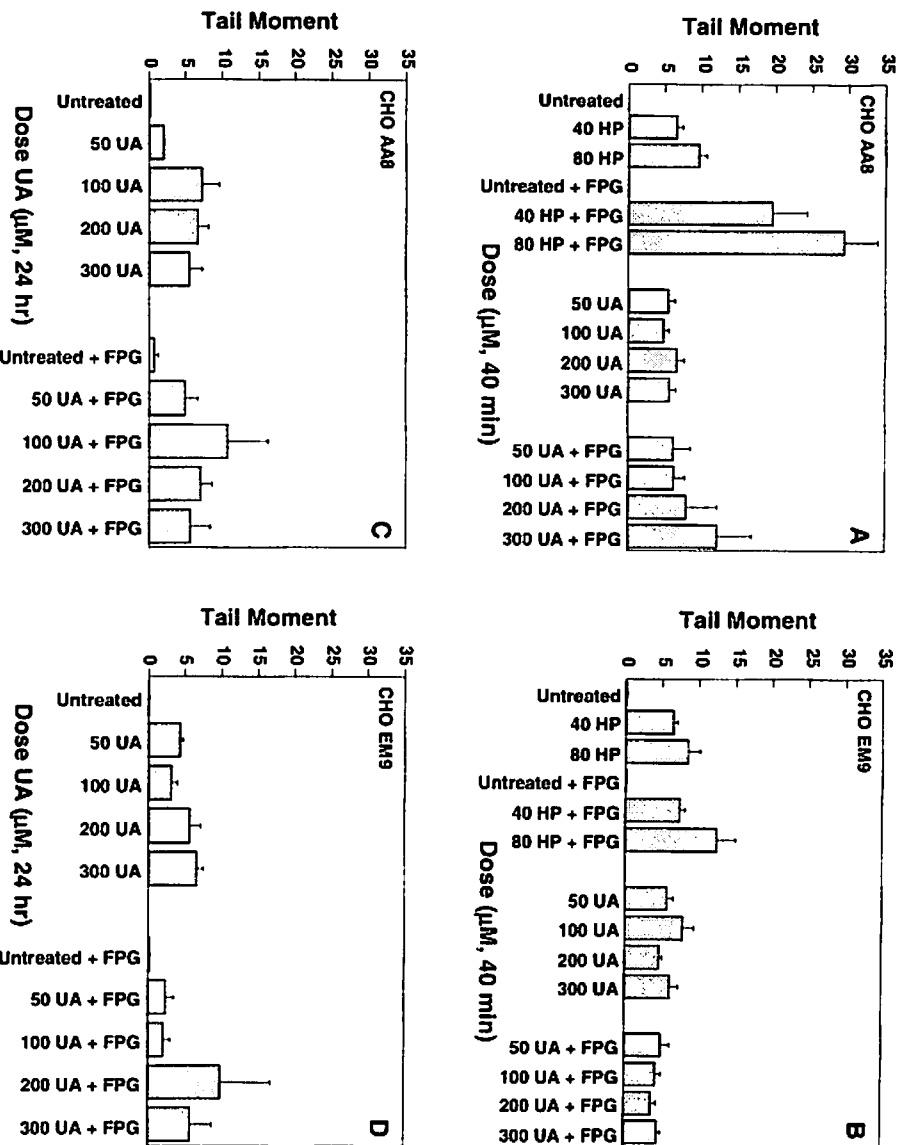 Tail Moment
0 5 10 15 20 25 30 35
CHO AA8
A
Untreated
40 HP
80 HP
Untreated + FPG
40 HP + FPG
80 HP + FPG
50 UA
100 UA
200 UA
300 UA
50 UA + FPG
100 UA + FPG
200 UA + FPG
300 UA + FPG
Dose (μM, 40 min)
Tail Moment
0 5 10 15 20 25 30 35
CHO EM9
B
Untreated
40 HP
80 HP
Untreated + FPG
40 HP + FPG
80 HP + FPG
50 UA
100 UA
200 UA
300 UA
50 UA + FPG
100 UA + FPG
200 UA + FPG
300 UA + FPG
Dose (μM, 40 min)
Tail Moment
0 5 10 15 20 25 30 35
CHO AA8
C
Untreated
50 UA
100 UA
200 UA
300 UA
Untreated + FPG
50 UA + FPG
100 UA + FPG
200 UA + FPG
300 UA + FPG
Dose UA (μM, 24 hr)
Tail Moment
0 5 10 15 20 25 30 35
CHO EM9
D
Untreated
50 UA
100 UA
200 UA
300 UA
Untreated + FPG
50 UA + FPG
100 UA + FPG
200 UA + FPG
300 UA + FPG
Dose UA (μM, 24 hr)